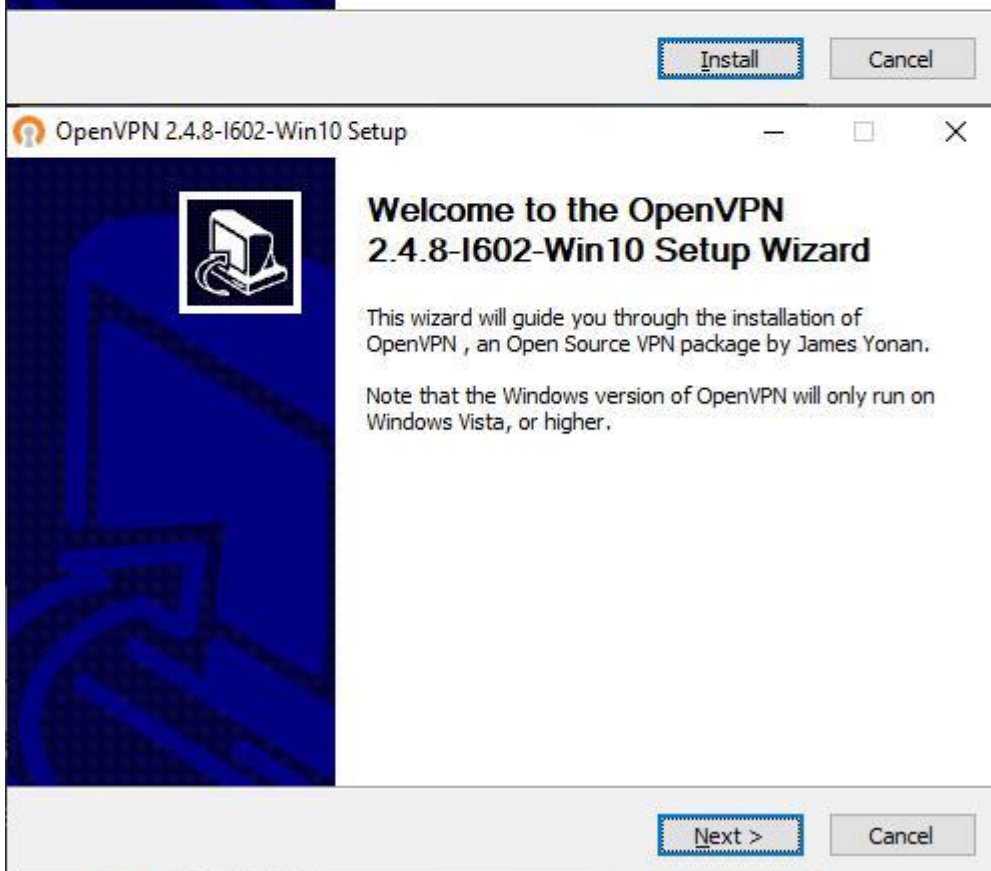 Install Cancel
OpenVPN 2.4.8-I602-Win10 Setup
Welcome to the OpenVPN
2.4.8-I602-Win10 Setup Wizard
This wizard will guide you through the installation of
OpenVPN , an Open Source VPN package by James Yonan.
Note that the Windows version of OpenVPN will only run on
Windows Vista, or higher.
Next > Cancel